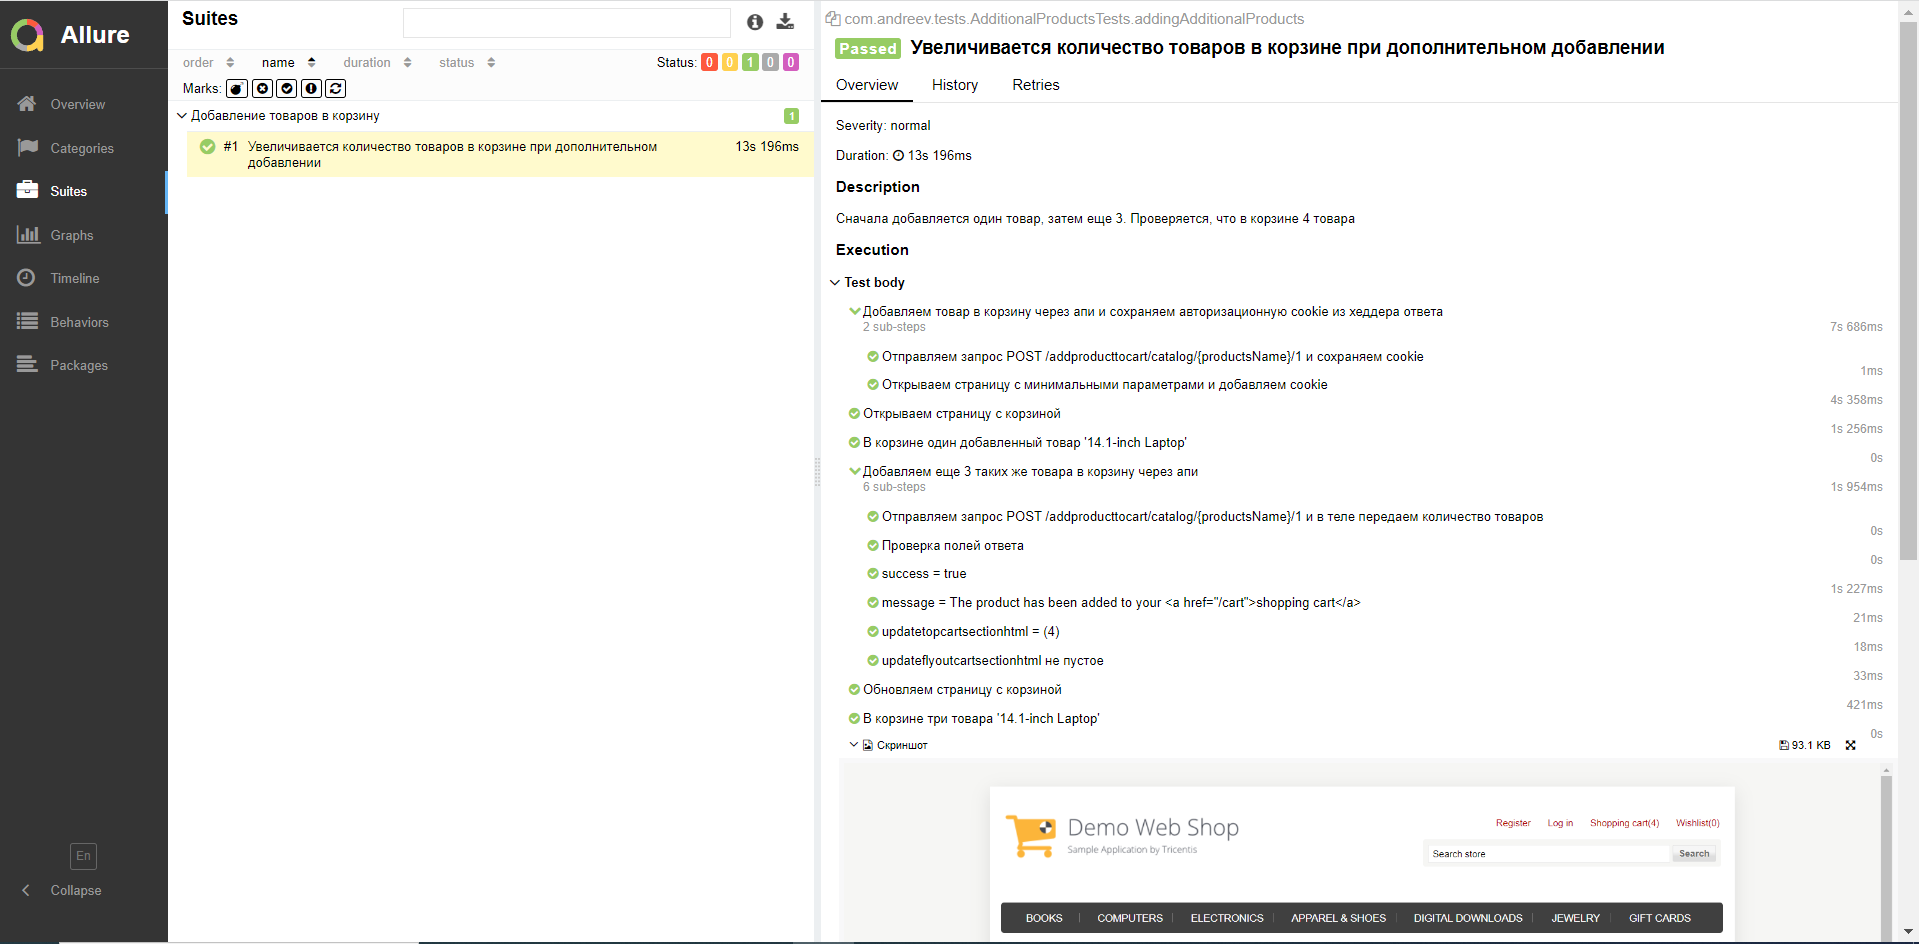 Allure
Overview
Categories
Suites
Graphs
Timeline
Behaviors
Packages
En
Collapse
Suites
order name duration status Status: 0 0 1 0 0
Marks:
Добавление товаров в корзину 1
#1 Увеличивается количество товаров в корзине при дополнительном 13s 196ms
добавлении
com.andreev.tests.AdditionalProductsTests.addingAdditionalProducts
Passed Увеличивается количество товаров в корзине при дополнительном добавлении
Overview History Retries
Severity: normal
Duration: 13s 196ms
Description
Сначала добавляется один товар, затем еще 3. Проверяется, что в корзине 4 товара
Execution
Test body
Добавляем товар в корзину через апи и сохраняем авторизационную cookie из хеддера ответа
2 sub-steps 7s 686ms
Отправляем запрос POST /addproducttocart/catalog/{productsName}/1 и сохраняем cookie
1ms
Открываем страницу с минимальными параметрами и добавляем cookie
4s 358ms
Открываем страницу с корзиной
1s 256ms
В корзине один добавленный товар '14.1-inch Laptop'
0s
Добавляем еще 3 таких же товара в корзину через апи
6 sub-steps 1s 954ms
Отправляем запрос POST /addproducttocart/catalog/{productsName}/1 и в теле передаем количество товаров
0s
Проверка полей ответа
0s
success = true
1s 227ms
message = The product has been added to your <a href="/cart">shopping cart</a>
21ms
updatetopcartsectionhtml = (4)
18ms
updateflyoutcartsectionhtml не пустое
33ms
Обновляем страницу с корзиной
421ms
В корзине три товара '14.1-inch Laptop'
0s
Скриншот 93.1 KB
Demo Web Shop
Sample Application by Tricentis
Register Log in Shopping cart(4) Wishlist(0)
Search store Search
BOOKS COMPUTERS ELECTRONICS APPAREL & SHOES DIGITAL DOWNLOADS JEWELRY GIFT CARDS